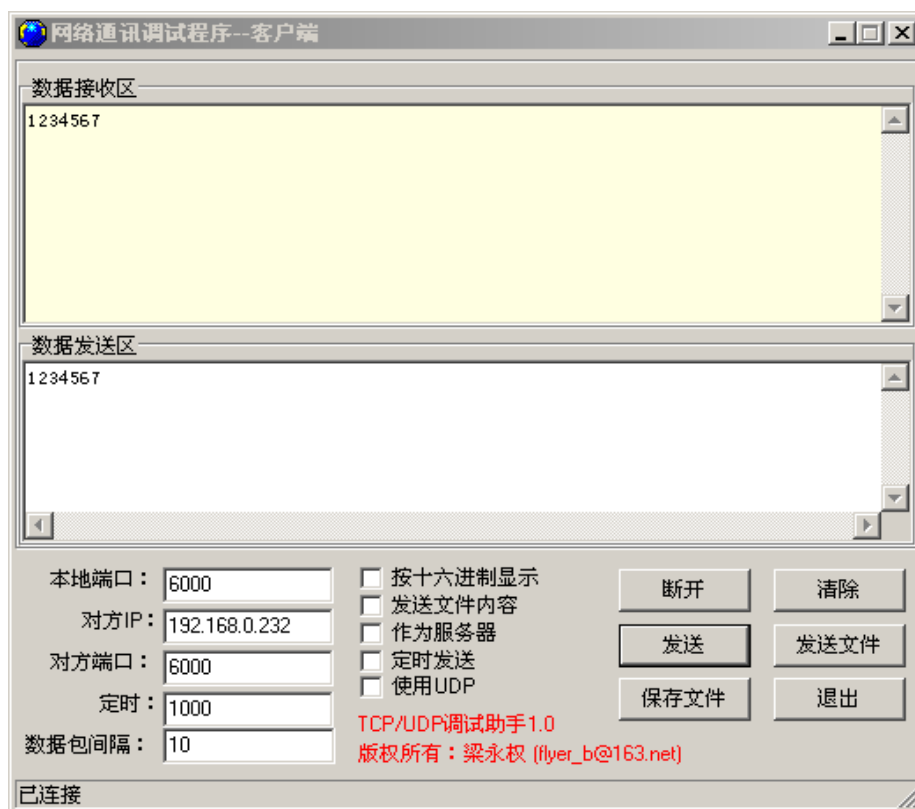 网络通讯调试程序--客户端
数据接收区
1234567
数据发送区
1234567
本地端口： 6000
对方IP： 192.168.0.232
对方端口： 6000
定时： 1000
数据包间隔： 10
按十六进制显示
发送文件内容
作为服务器
定时发送
使用UDP
TCP/UDP调试助手1.0
版权所有：梁永权 (flyer_b@163.net)
断开 清除
发送 发送文件
保存文件 退出
已连接